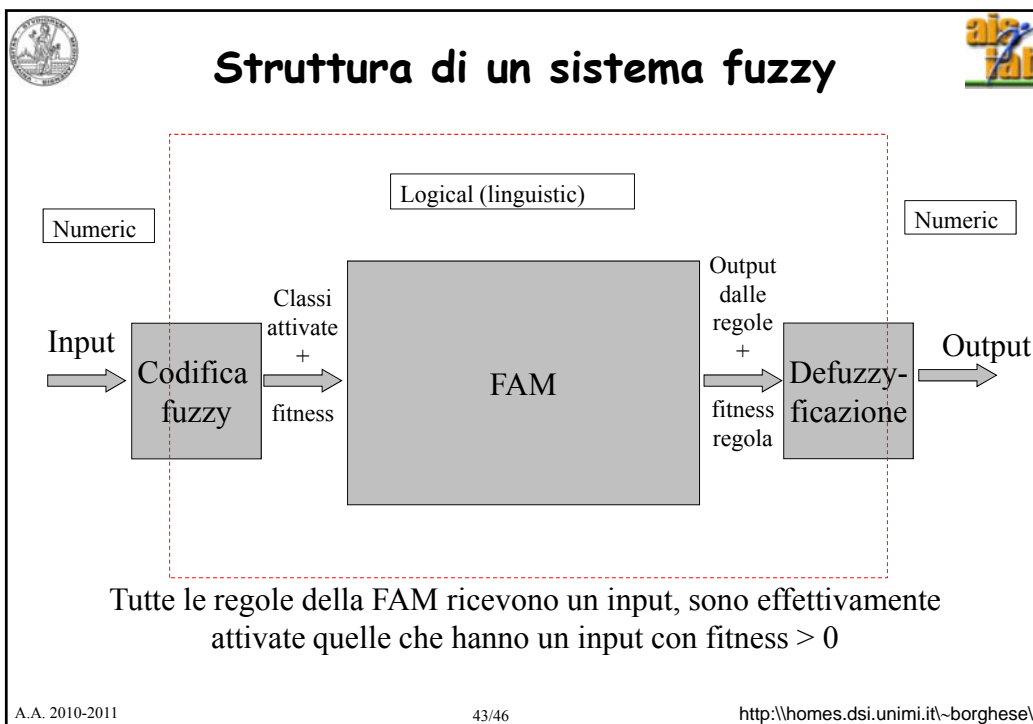 Struttura di un sistema fuzzy
Logical (linguistic)
Numeric
Numeric
Input
Codifica
fuzzy
Classi
attivate
+
fitness
FAM
Output
dalle
regole
+
fitness
regola
Defuzzy-
ficazione
Output
Tutte le regole della FAM ricevono un input, sono effettivamente
attivate quelle che hanno un input con fitness > 0
A.A. 2010-2011
43/46
http:\\homes.dsi.unimi.it\~borghese\